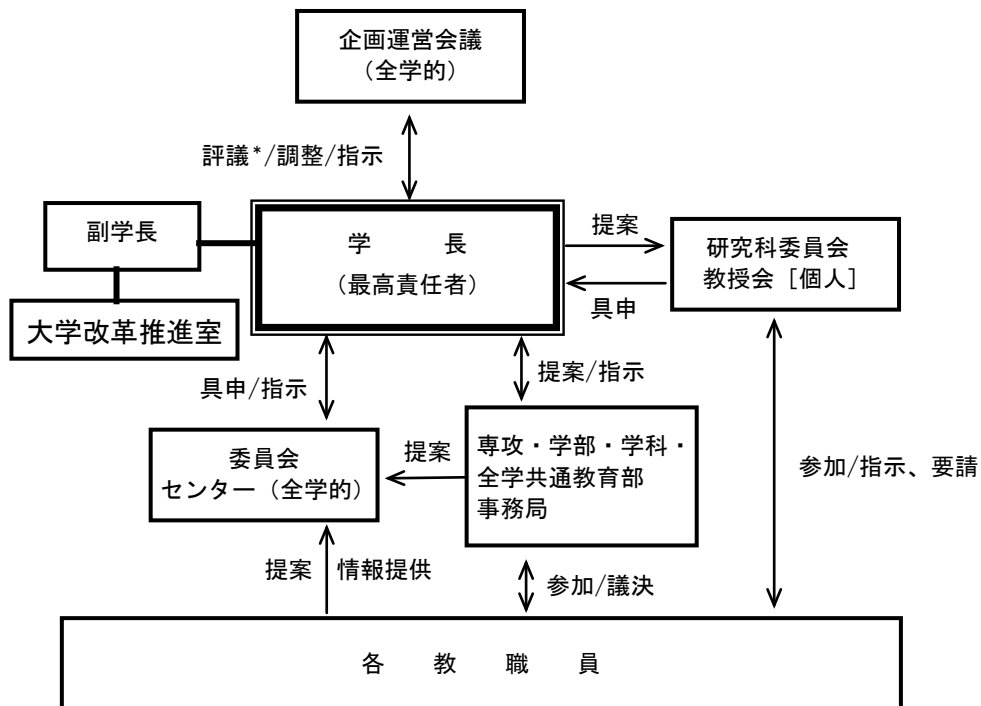 企画運営会議
（全学的）
評議*/調整/指示
副学長
学　　　長
（最高責任者）
提案
具申
研究科委員会
教授会［個人］
大学改革推進室
具申/指示
提案/指示
委員会
センター（全学的）
提案
専攻・学部・学科・
全学共通教育部
事務局
参加/指示、要請
提案
情報提供
参加/議決
各　　教　　職　　員